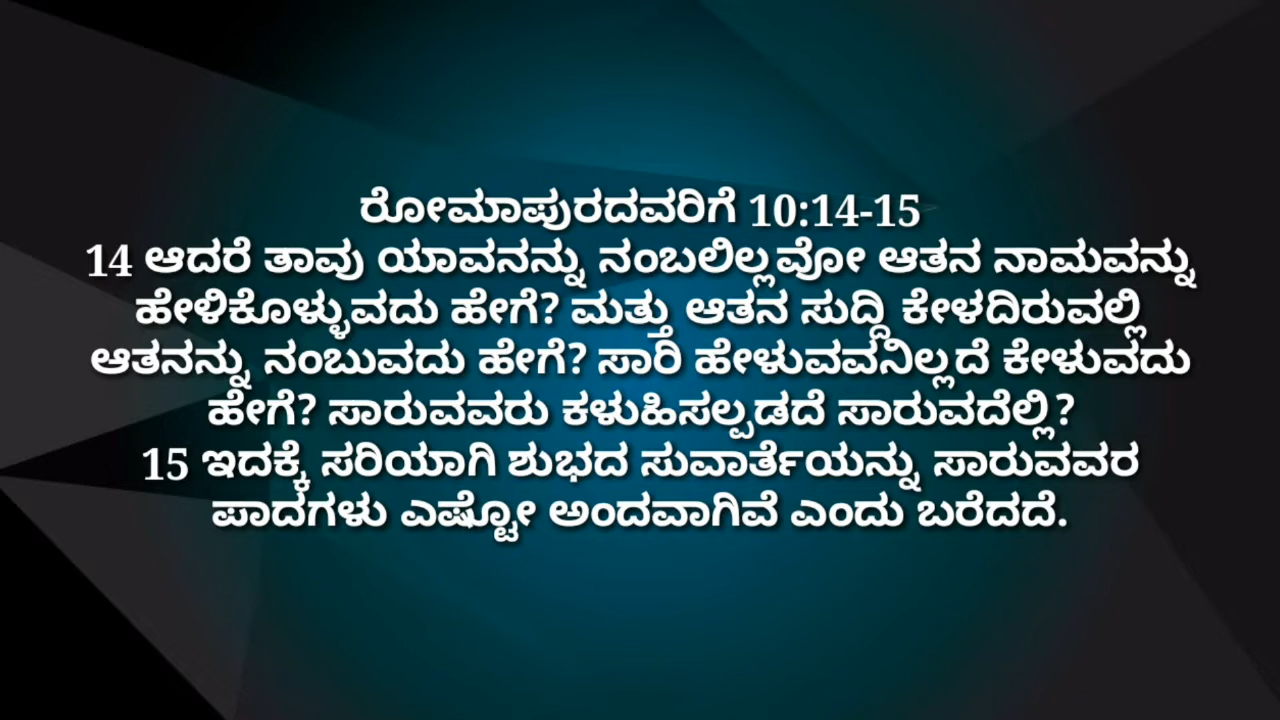 ರೋಮಾಪುರದವರಿಗೆ 10:14-15
14 ಆದರೆ ತಾವು ಯಾವನನ್ನು ನಂಬಲಿಲ್ಲವೋ ಆತನ ನಾಮವನ್ನು
ಹೇಳಿಕೊಳ್ಳುವದು ಹೇಗೆ? ಮತ್ತು ಆತನ ಸುದ್ದಿ ಕೇಳದಿರುವಲ್ಲಿ
ಆತನನ್ನು ನಂಬುವದು ಹೇಗೆ? ಸಾರಿ ಹೇಳುವವನಿಲ್ಲದೆ ಕೇಳುವದು
ಹೇಗೆ? ಸಾರುವವರು ಕಳುಹಿಸಲ್ಪಡದೆ ಸಾರುವದೆಲ್ಲಿ?
15 ಇದಕ್ಕೆ ಸರಿಯಾಗಿ ಶುಭದ ಸುವಾರ್ತೆಯನ್ನು ಸಾರುವವರ
ಪಾದಗಳು ಎಷ್ಟೋ ಅಂದವಾಗಿವೆ ಎಂದು ಬರೆದದೆ.